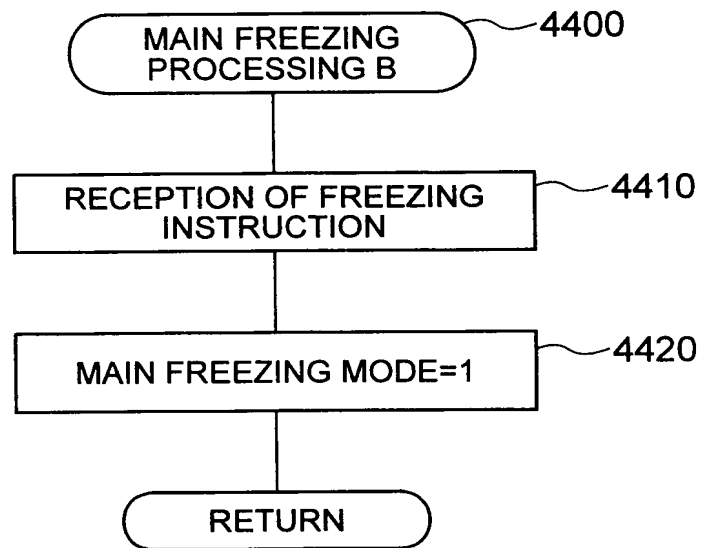 MAIN FREEZING
PROCESSING B
4400
RECEPTION OF FREEZING
INSTRUCTION
4410
MAIN FREEZING MODE=1
4420
RETURN